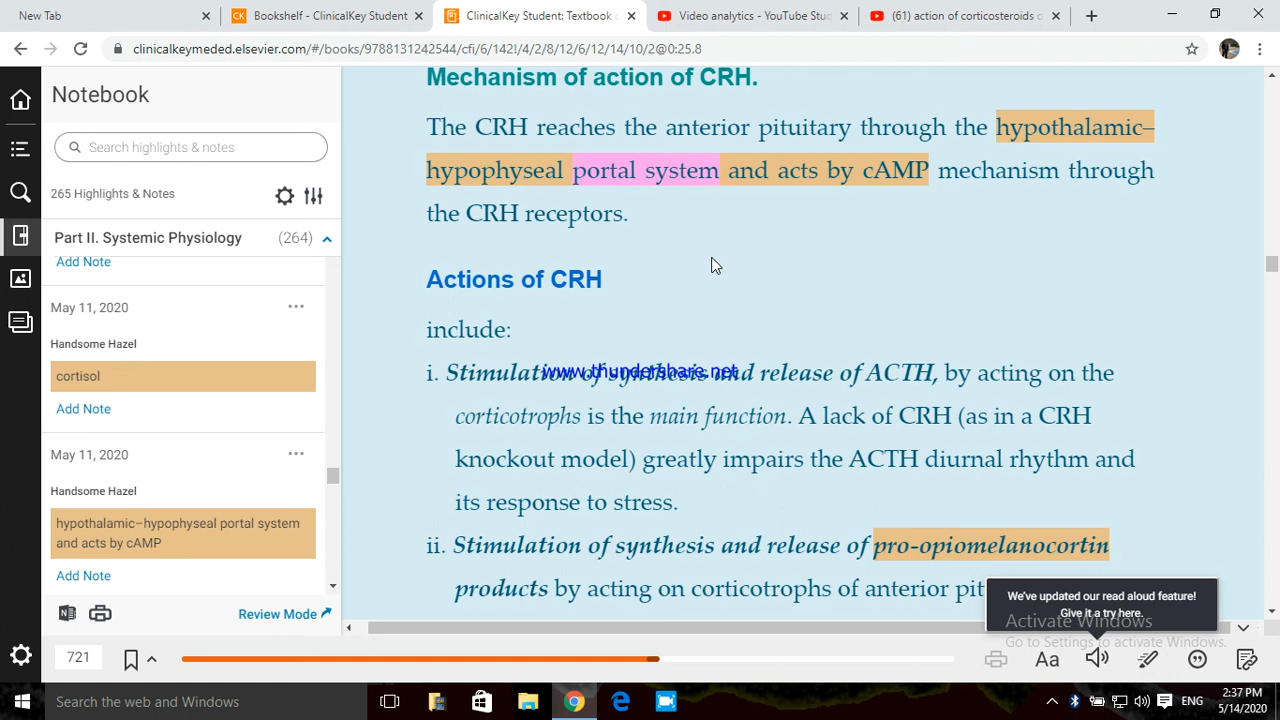 New Tab
Bookshelf - ClinicalKey Student
ClinicalKey Student: Textbook
Video analytics - YouTube Stu
(61) action of corticosteroids o
clinicalkeymeded.elsevier.com/#/books/9788131242544/cfi/6/142!/4/2/8/12/6/12/14/10/2@0:25.8
Notebook
Search highlights & notes
265 Highlights & Notes
Part II. Systemic Physiology (264)
Add Note
May 11, 2020
Handsome Hazel
cortisol
Add Note
May 11, 2020
Handsome Hazel
hypothalamic–hypophyseal portal system
and acts by cAMP
Add Note
Review Mode
Mechanism of action of CRH.
The CRH reaches the anterior pituitary through the hypothalamic–
hypophyseal portal system and acts by cAMP mechanism through
the CRH receptors.
Actions of CRH
include:
i. Stimulation of synthesis and release of ACTH, by acting on the
www.thundershare.net
corticotrophs is the main function. A lack of CRH (as in a CRH
knockout model) greatly impairs the ACTH diurnal rhythm and
its response to stress.
ii. Stimulation of synthesis and release of pro-opiomelanocortin
products by acting on corticotrophs of anterior pit
We've updated our read aloud feature!
Give it a try here.
Activate Windows
Go to Settings to activate Windows.
721
Aa
Search the web and Windows
ENG
2:37 PM
5/14/2020